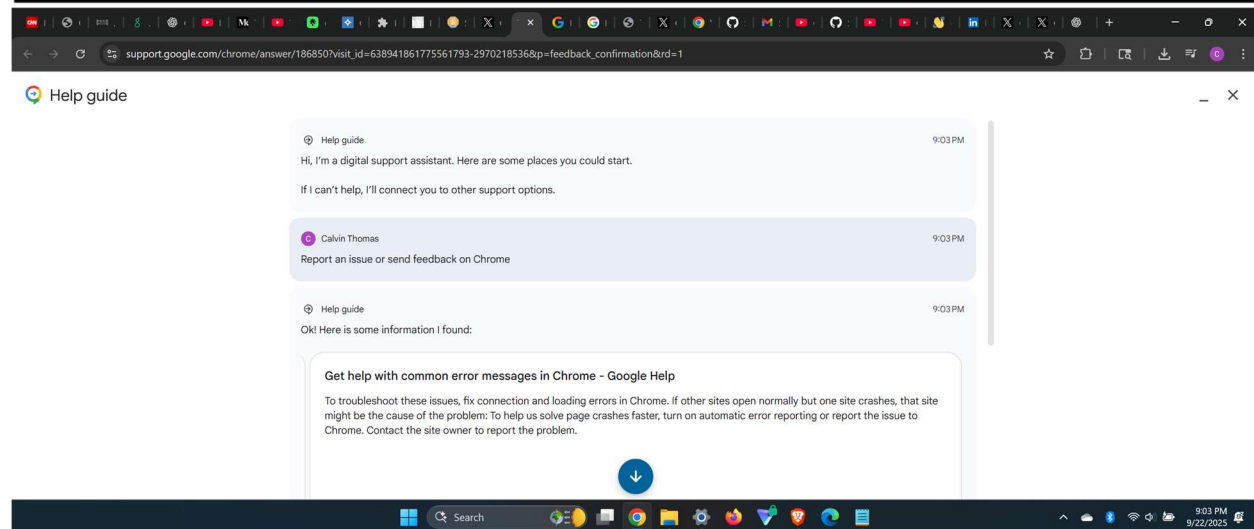 support.google.com/chrome/answer/186850?visit_id=638941861775561793-2970218536&p=feedback_confirmation&rd=1
C
Help guide
Help guide 9:03 PM
Hi, I'm a digital support assistant. Here are some places you could start.
If I can't help, I'll connect you to other support options.
C Calvin Thomas 9:03 PM
Report an issue or send feedback on Chrome
Help guide 9:03 PM
Ok! Here is some information I found:
Get help with common error messages in Chrome - Google Help
To troubleshoot these issues, fix connection and loading errors in Chrome. If other sites open normally but one site crashes, that site
might be the cause of the problem: To help us solve page crashes faster, turn on automatic error reporting or report the issue to
Chrome. Contact the site owner to report the problem.
Search
9:03 PM
9/22/2025